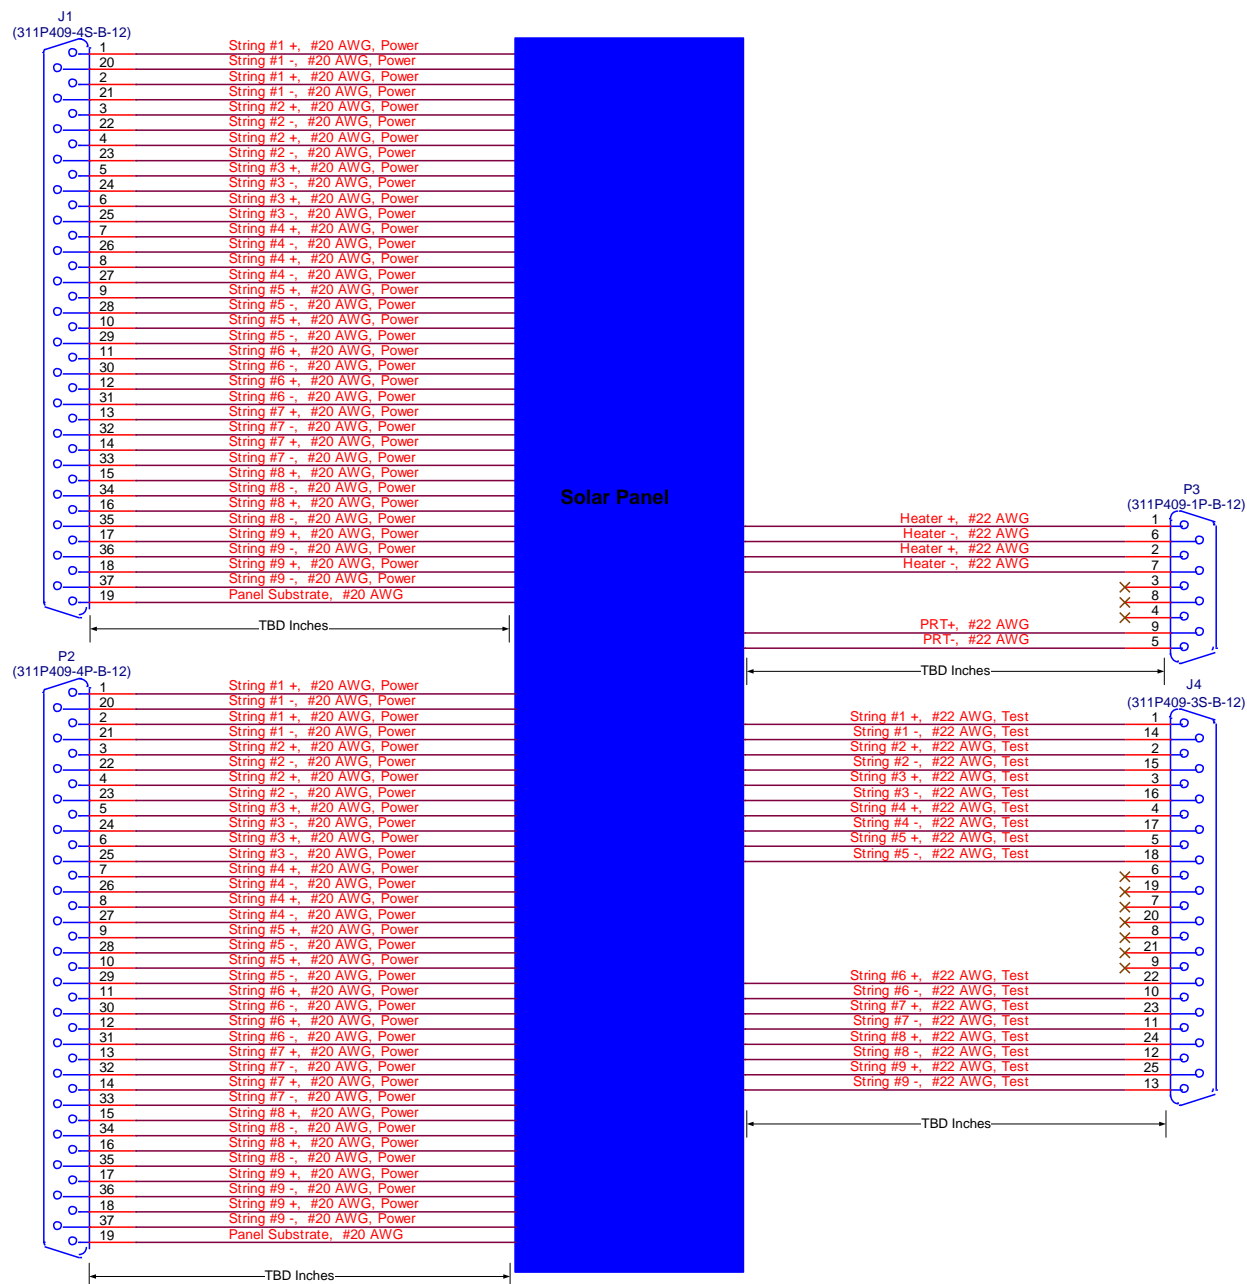 J1
(311P409-4S-B-12)
1 String #1 +, #20 AWG, Power
20 String #1 -, #20 AWG, Power
2 String #1 +, #20 AWG, Power
21 String #1 -, #20 AWG, Power
3 String #2 +, #20 AWG, Power
22 String #2 -, #20 AWG, Power
4 String #2 +, #20 AWG, Power
23 String #2 -, #20 AWG, Power
5 String #3 +, #20 AWG, Power
24 String #3 -, #20 AWG, Power
6 String #3 +, #20 AWG, Power
25 String #3 -, #20 AWG, Power
7 String #4 +, #20 AWG, Power
26 String #4 -, #20 AWG, Power
8 String #4 +, #20 AWG, Power
27 String #4 -, #20 AWG, Power
9 String #5 +, #20 AWG, Power
28 String #5 -, #20 AWG, Power
10 String #5 +, #20 AWG, Power
29 String #5 -, #20 AWG, Power
11 String #6 +, #20 AWG, Power
30 String #6 -, #20 AWG, Power
12 String #6 +, #20 AWG, Power
31 String #6 -, #20 AWG, Power
13 String #7 +, #20 AWG, Power
32 String #7 -, #20 AWG, Power
14 String #7 +, #20 AWG, Power
33 String #7 -, #20 AWG, Power
15 String #8 +, #20 AWG, Power
34 String #8 -, #20 AWG, Power
16 String #8 +, #20 AWG, Power
35 String #8 -, #20 AWG, Power
17 String #9 +, #20 AWG, Power
36 String #9 -, #20 AWG, Power
18 String #9 +, #20 AWG, Power
37 String #9 -, #20 AWG, Power
19 Panel Substrate, #20 AWG
TBD Inches
P2
(311P409-4P-B-12)
1 String #1 +, #20 AWG, Power
20 String #1 -, #20 AWG, Power
2 String #1 +, #20 AWG, Power
21 String #1 -, #20 AWG, Power
3 String #2 +, #20 AWG, Power
22 String #2 -, #20 AWG, Power
4 String #2 +, #20 AWG, Power
23 String #2 -, #20 AWG, Power
5 String #3 +, #20 AWG, Power
24 String #3 -, #20 AWG, Power
6 String #3 +, #20 AWG, Power
25 String #3 -, #20 AWG, Power
7 String #4 +, #20 AWG, Power
26 String #4 -, #20 AWG, Power
8 String #4 +, #20 AWG, Power
27 String #4 -, #20 AWG, Power
9 String #5 +, #20 AWG, Power
28 String #5 -, #20 AWG, Power
10 String #5 +, #20 AWG, Power
29 String #5 -, #20 AWG, Power
11 String #6 +, #20 AWG, Power
30 String #6 -, #20 AWG, Power
12 String #6 +, #20 AWG, Power
31 String #6 -, #20 AWG, Power
13 String #7 +, #20 AWG, Power
32 String #7 -, #20 AWG, Power
14 String #7 +, #20 AWG, Power
33 String #7 -, #20 AWG, Power
15 String #8 +, #20 AWG, Power
34 String #8 -, #20 AWG, Power
16 String #8 +, #20 AWG, Power
35 String #8 -, #20 AWG, Power
17 String #9 +, #20 AWG, Power
36 String #9 -, #20 AWG, Power
18 String #9 +, #20 AWG, Power
37 String #9 -, #20 AWG, Power
19 Panel Substrate, #20 AWG
TBD Inches
Solar Panel
P3
(311P409-1P-B-12)
Heater +, #22 AWG 1
Heater -, #22 AWG 6
Heater +, #22 AWG 2
Heater -, #22 AWG 7
3
8
4
PRT+, #22 AWG 9
PRT-, #22 AWG 5
TBD Inches
J4
(311P409-3S-B-12)
String #1 +, #22 AWG, Test 1
String #1 -, #22 AWG, Test 14
String #2 +, #22 AWG, Test 2
String #2 -, #22 AWG, Test 15
String #3 +, #22 AWG, Test 3
String #3 -, #22 AWG, Test 16
String #4 +, #22 AWG, Test 4
String #4 -, #22 AWG, Test 17
String #5 +, #22 AWG, Test 5
String #5 -, #22 AWG, Test 18
6
19
7
20
8
21
9
String #6 +, #22 AWG, Test 22
String #6 -, #22 AWG, Test 10
String #7 +, #22 AWG, Test 23
String #7 -, #22 AWG, Test 11
String #8 +, #22 AWG, Test 24
String #8 -, #22 AWG, Test 12
String #9 +, #22 AWG, Test 25
String #9 -, #22 AWG, Test 13
TBD Inches